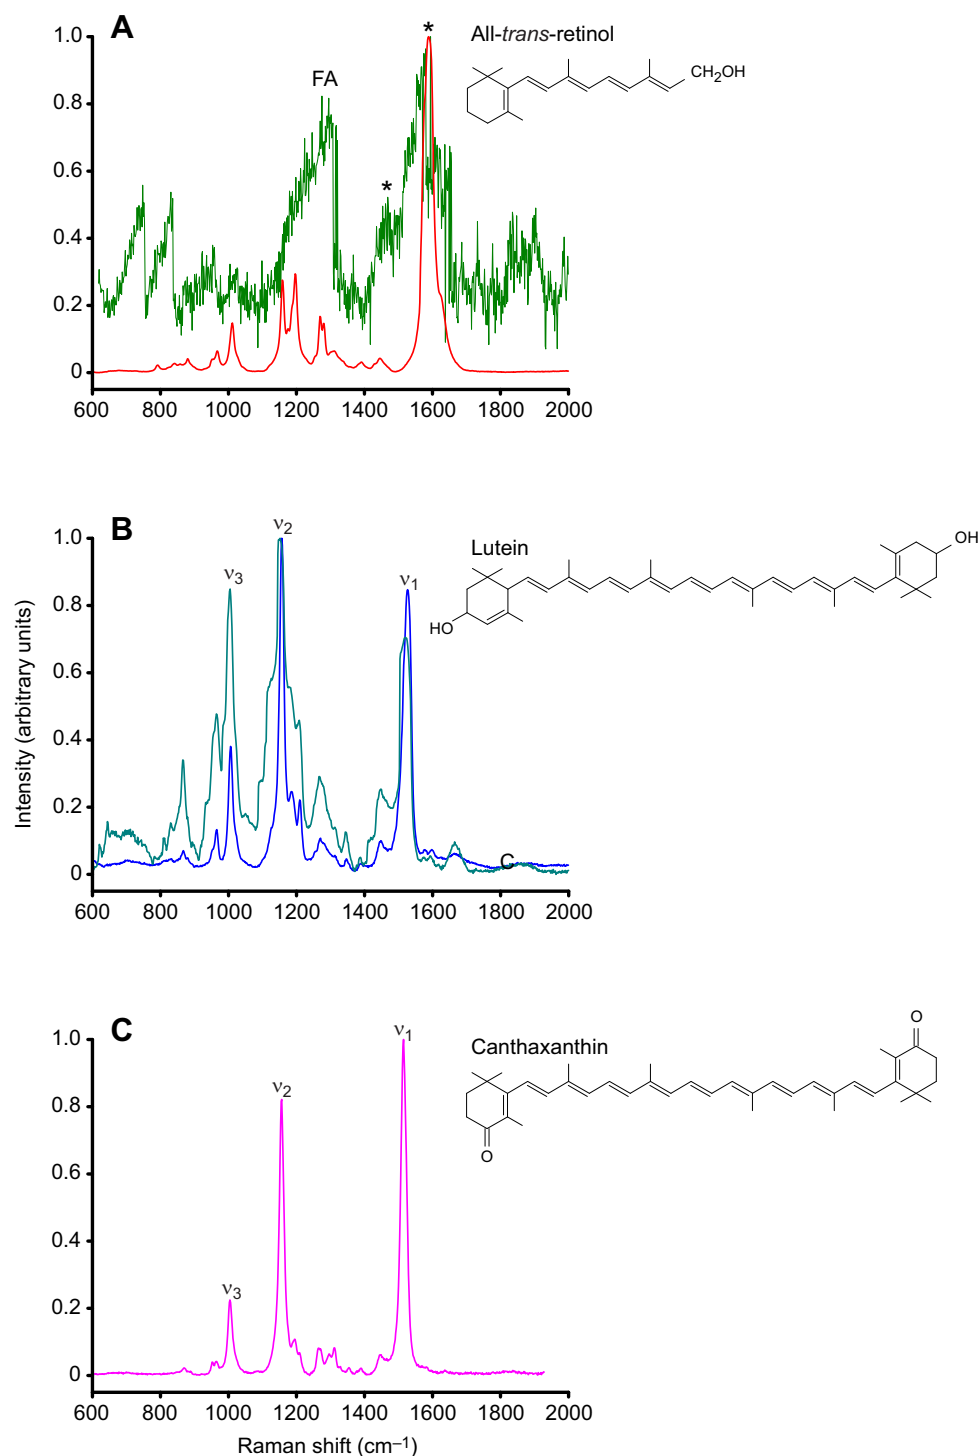 A
All-trans-retinol
CH2OH
FA
*
*
1.0
0.8
0.6
0.4
0.2
0
600 800 1000 1200 1400 1600 1800 2000
B
Lutein
OH
HO
ν3
ν2
ν1
C
1.0
0.8
0.6
0.4
0.2
0
600 800 1000 1200 1400 1600 1800 2000
Intensity (arbitrary units)
C
Canthaxanthin
O
O
ν3
ν2
ν1
1.0
0.8
0.6
0.4
0.2
0
600 800 1000 1200 1400 1600 1800 2000
Raman shift (cm–1)